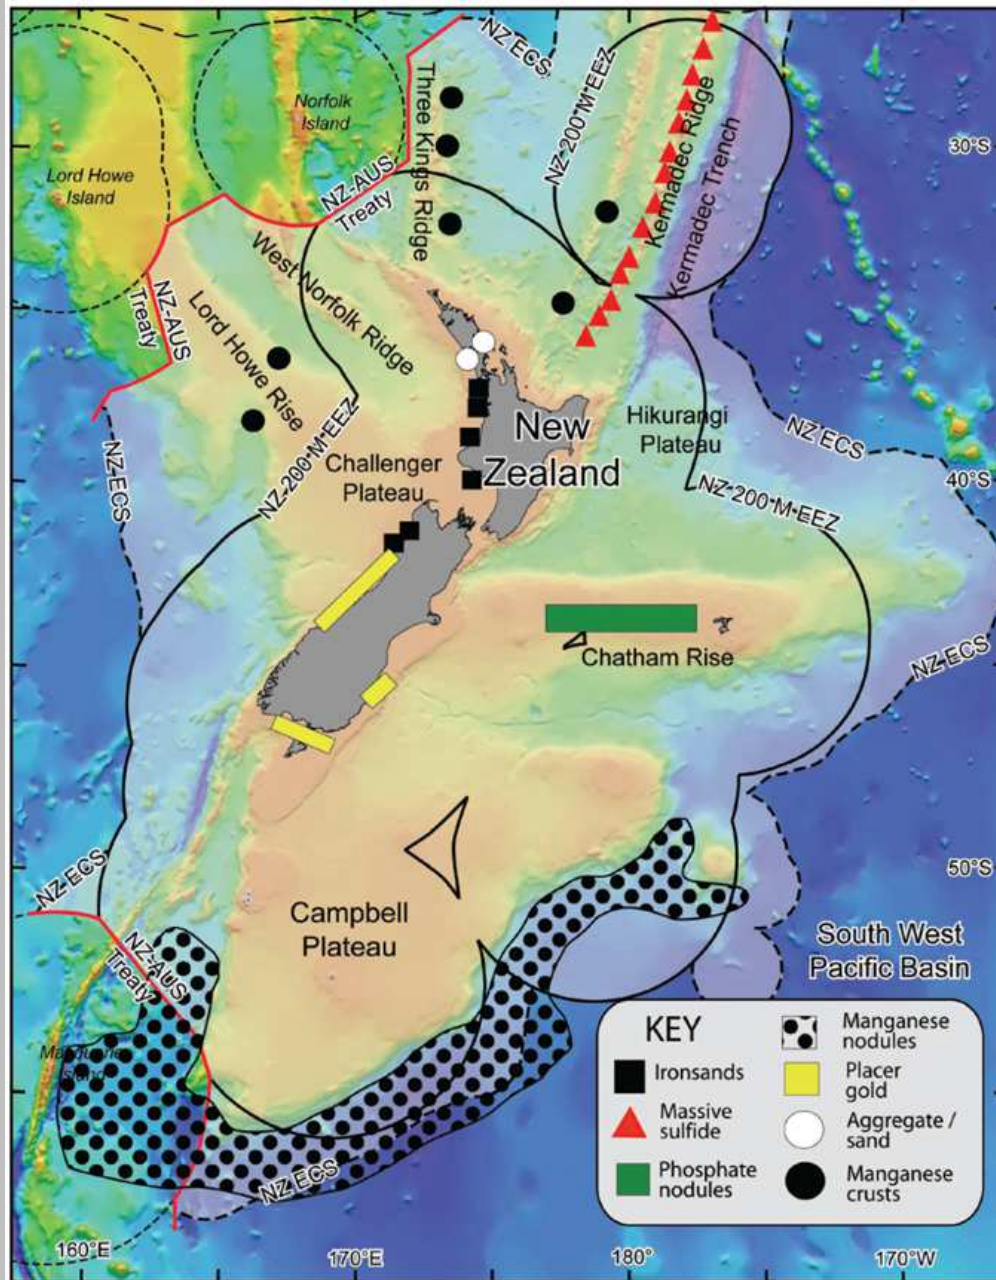 NZ ECS
Norfolk
Island
Three Kings Ridge
NZ 200 M EEZ
Kermadec Ridge
Kermadec Trench
30°S
Lord Howe
Island
NZ-AUS
Treaty
West Norfolk Ridge
NZ-AUS
Treaty
Lord Howe Rise
New
Zealand
Hikurangi
Plateau
NZ ECS
NZ-ECS
NZ 200 M EEZ
Challenger
Plateau
NZ 200 M EEZ
40°S
Chatham Rise
NZ ECS
NZ ECS
50°S
Campbell
Plateau
NZ-AUS
Treaty
South West
Pacific Basin
KEY
Ironsands
Massive
sulfide
Phosphate
nodules
Manganese
nodules
Placer
gold
Aggregate /
sand
Manganese
crusts
NZ ECS
160°E
170°E
180°
170°W